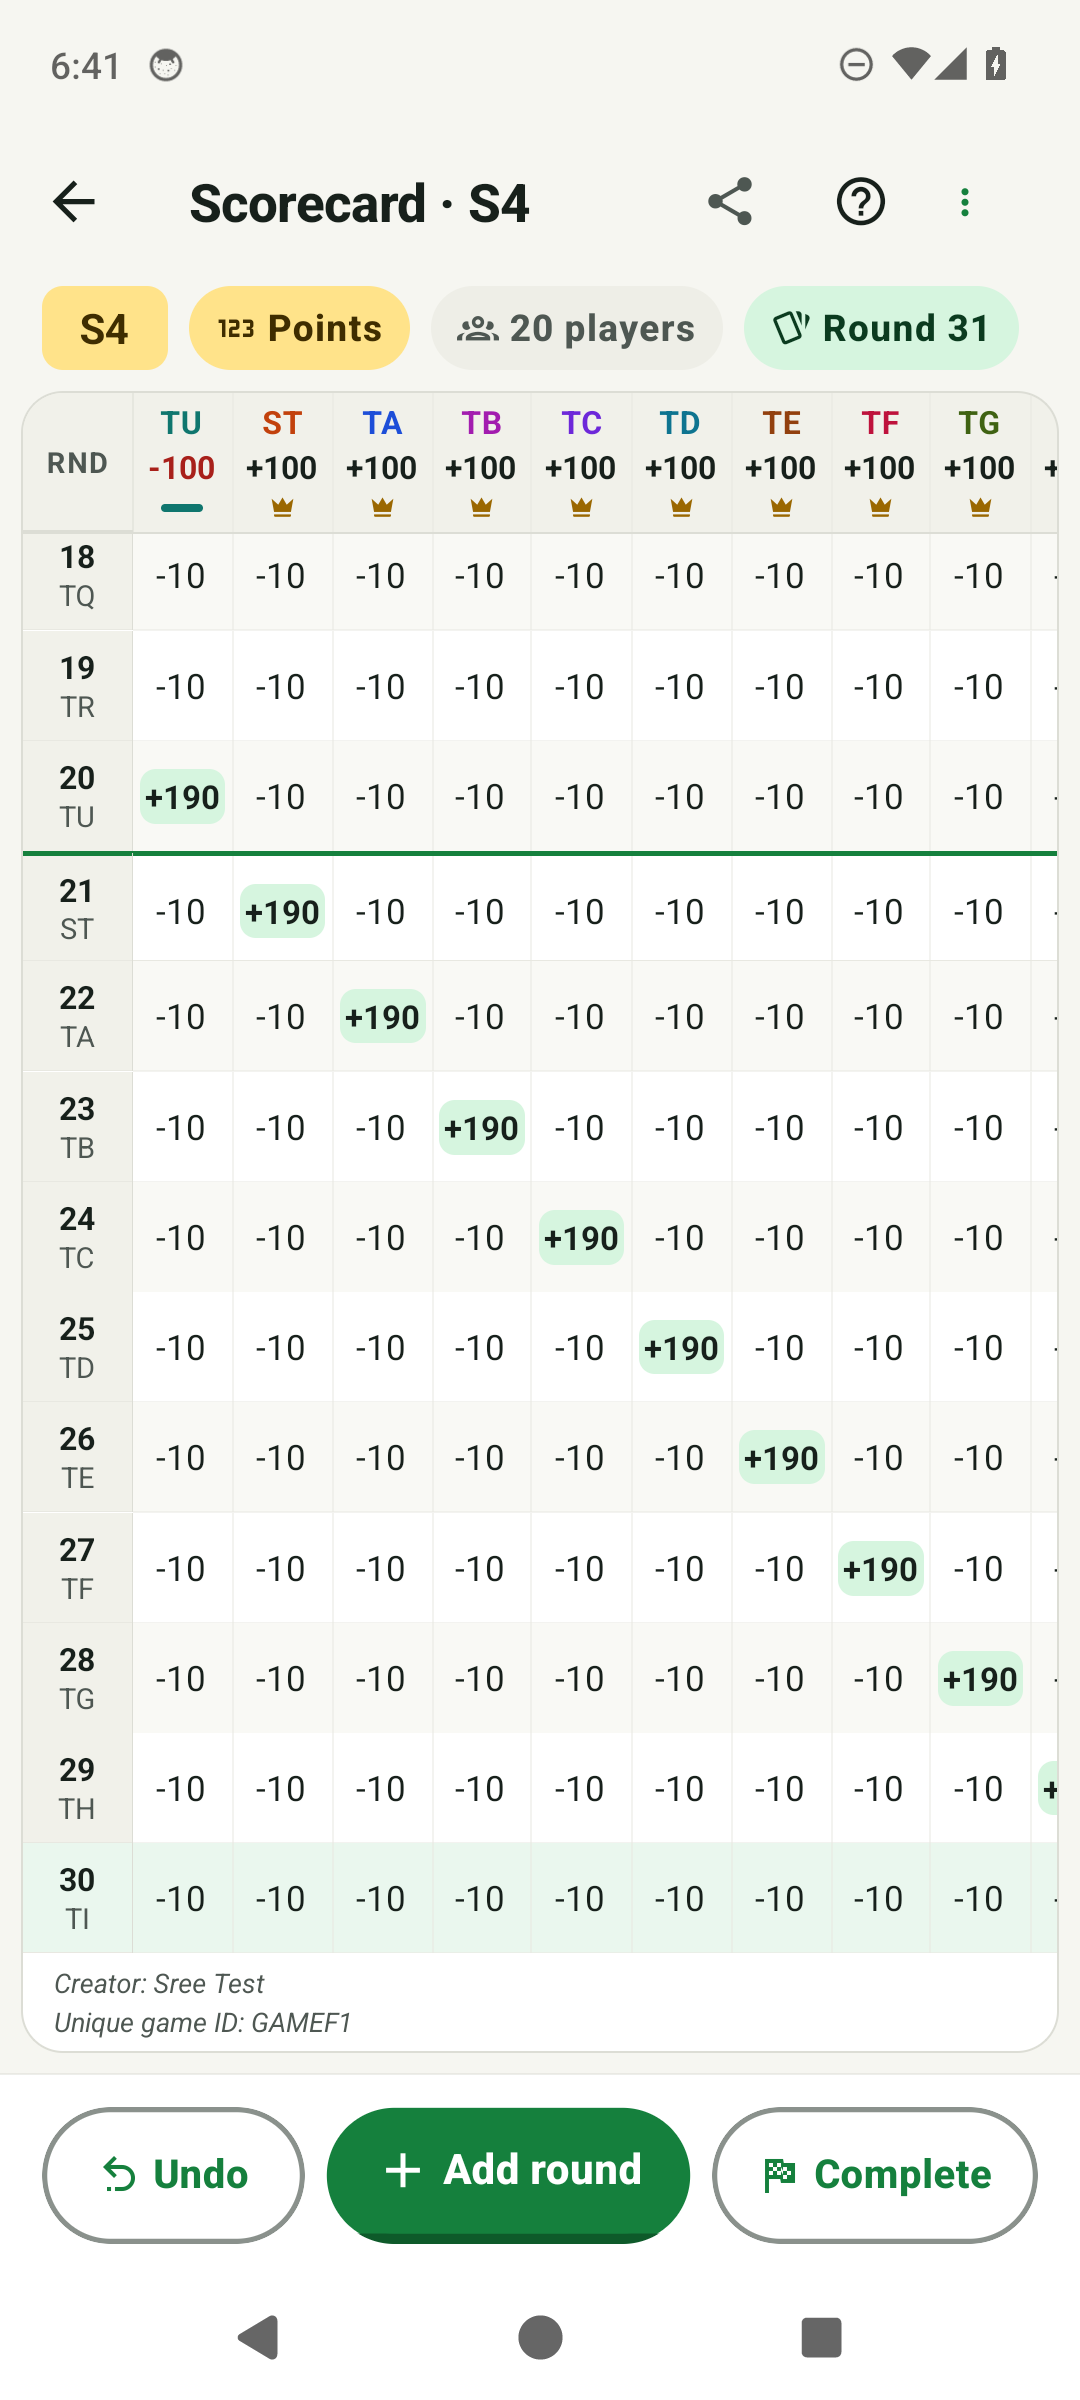 6:41
Scorecard · S4
S4 123 Points 20 players Round 31
RND TU ST TA TB TC TD TE TF TG
-100 +100 +100 +100 +100 +100 +100 +100 +100 +
18 TQ -10 -10 -10 -10 -10 -10 -10 -10 -10 -
19 TR -10 -10 -10 -10 -10 -10 -10 -10 -10 -
20 TU +190 -10 -10 -10 -10 -10 -10 -10 -10 -
21 ST -10 +190 -10 -10 -10 -10 -10 -10 -10 -
22 TA -10 -10 +190 -10 -10 -10 -10 -10 -10 -
23 TB -10 -10 -10 +190 -10 -10 -10 -10 -10 -
24 TC -10 -10 -10 -10 +190 -10 -10 -10 -10 -
25 TD -10 -10 -10 -10 -10 +190 -10 -10 -10 -
26 TE -10 -10 -10 -10 -10 -10 +190 -10 -10 -
27 TF -10 -10 -10 -10 -10 -10 -10 +190 -10 -
28 TG -10 -10 -10 -10 -10 -10 -10 -10 +190 -
29 TH -10 -10 -10 -10 -10 -10 -10 -10 -10 +
30 TI -10 -10 -10 -10 -10 -10 -10 -10 -10 -
Creator: Sree Test
Unique game ID: GAMEF1
Undo + Add round Complete